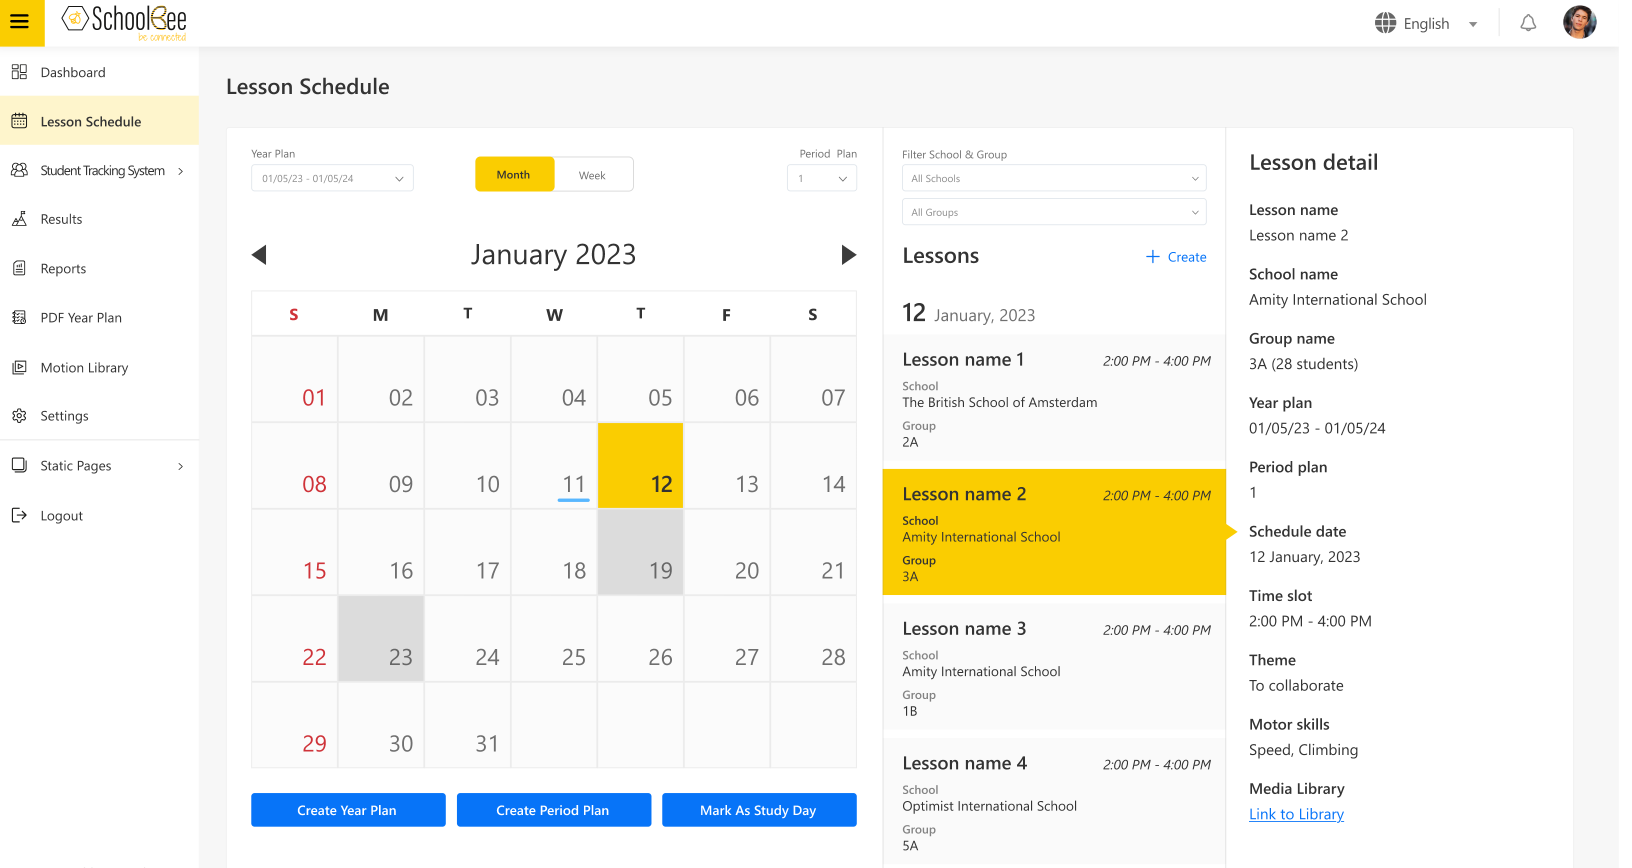 SchoolBee
be connected
English
Dashboard
Lesson Schedule
Student Tracking System
Results
Reports
PDF Year Plan
Motion Library
Settings
Static Pages
Logout
Lesson Schedule
Year Plan
01/05/23 - 01/05/24
Month
Week
Period Plan
1
January 2023
S M T W T F S
01 02 03 04 05 06 07
08 09 10 11 12 13 14
15 16 17 18 19 20 21
22 23 24 25 26 27 28
29 30 31
Create Year Plan
Create Period Plan
Mark As Study Day
Filter School & Group
All Schools
All Groups
Lessons
Create
12 January, 2023
Lesson name 1 2:00 PM - 4:00 PM
School
The British School of Amsterdam
Group
2A
Lesson name 2 2:00 PM - 4:00 PM
School
Amity International School
Group
3A
Lesson name 3 2:00 PM - 4:00 PM
School
Amity International School
Group
1B
Lesson name 4 2:00 PM - 4:00 PM
School
Optimist International School
Group
5A
Lesson detail
Lesson name
Lesson name 2
School name
Amity International School
Group name
3A (28 students)
Year plan
01/05/23 - 01/05/24
Period plan
1
Schedule date
12 January, 2023
Time slot
2:00 PM - 4:00 PM
Theme
To collaborate
Motor skills
Speed, Climbing
Media Library
Link to Library